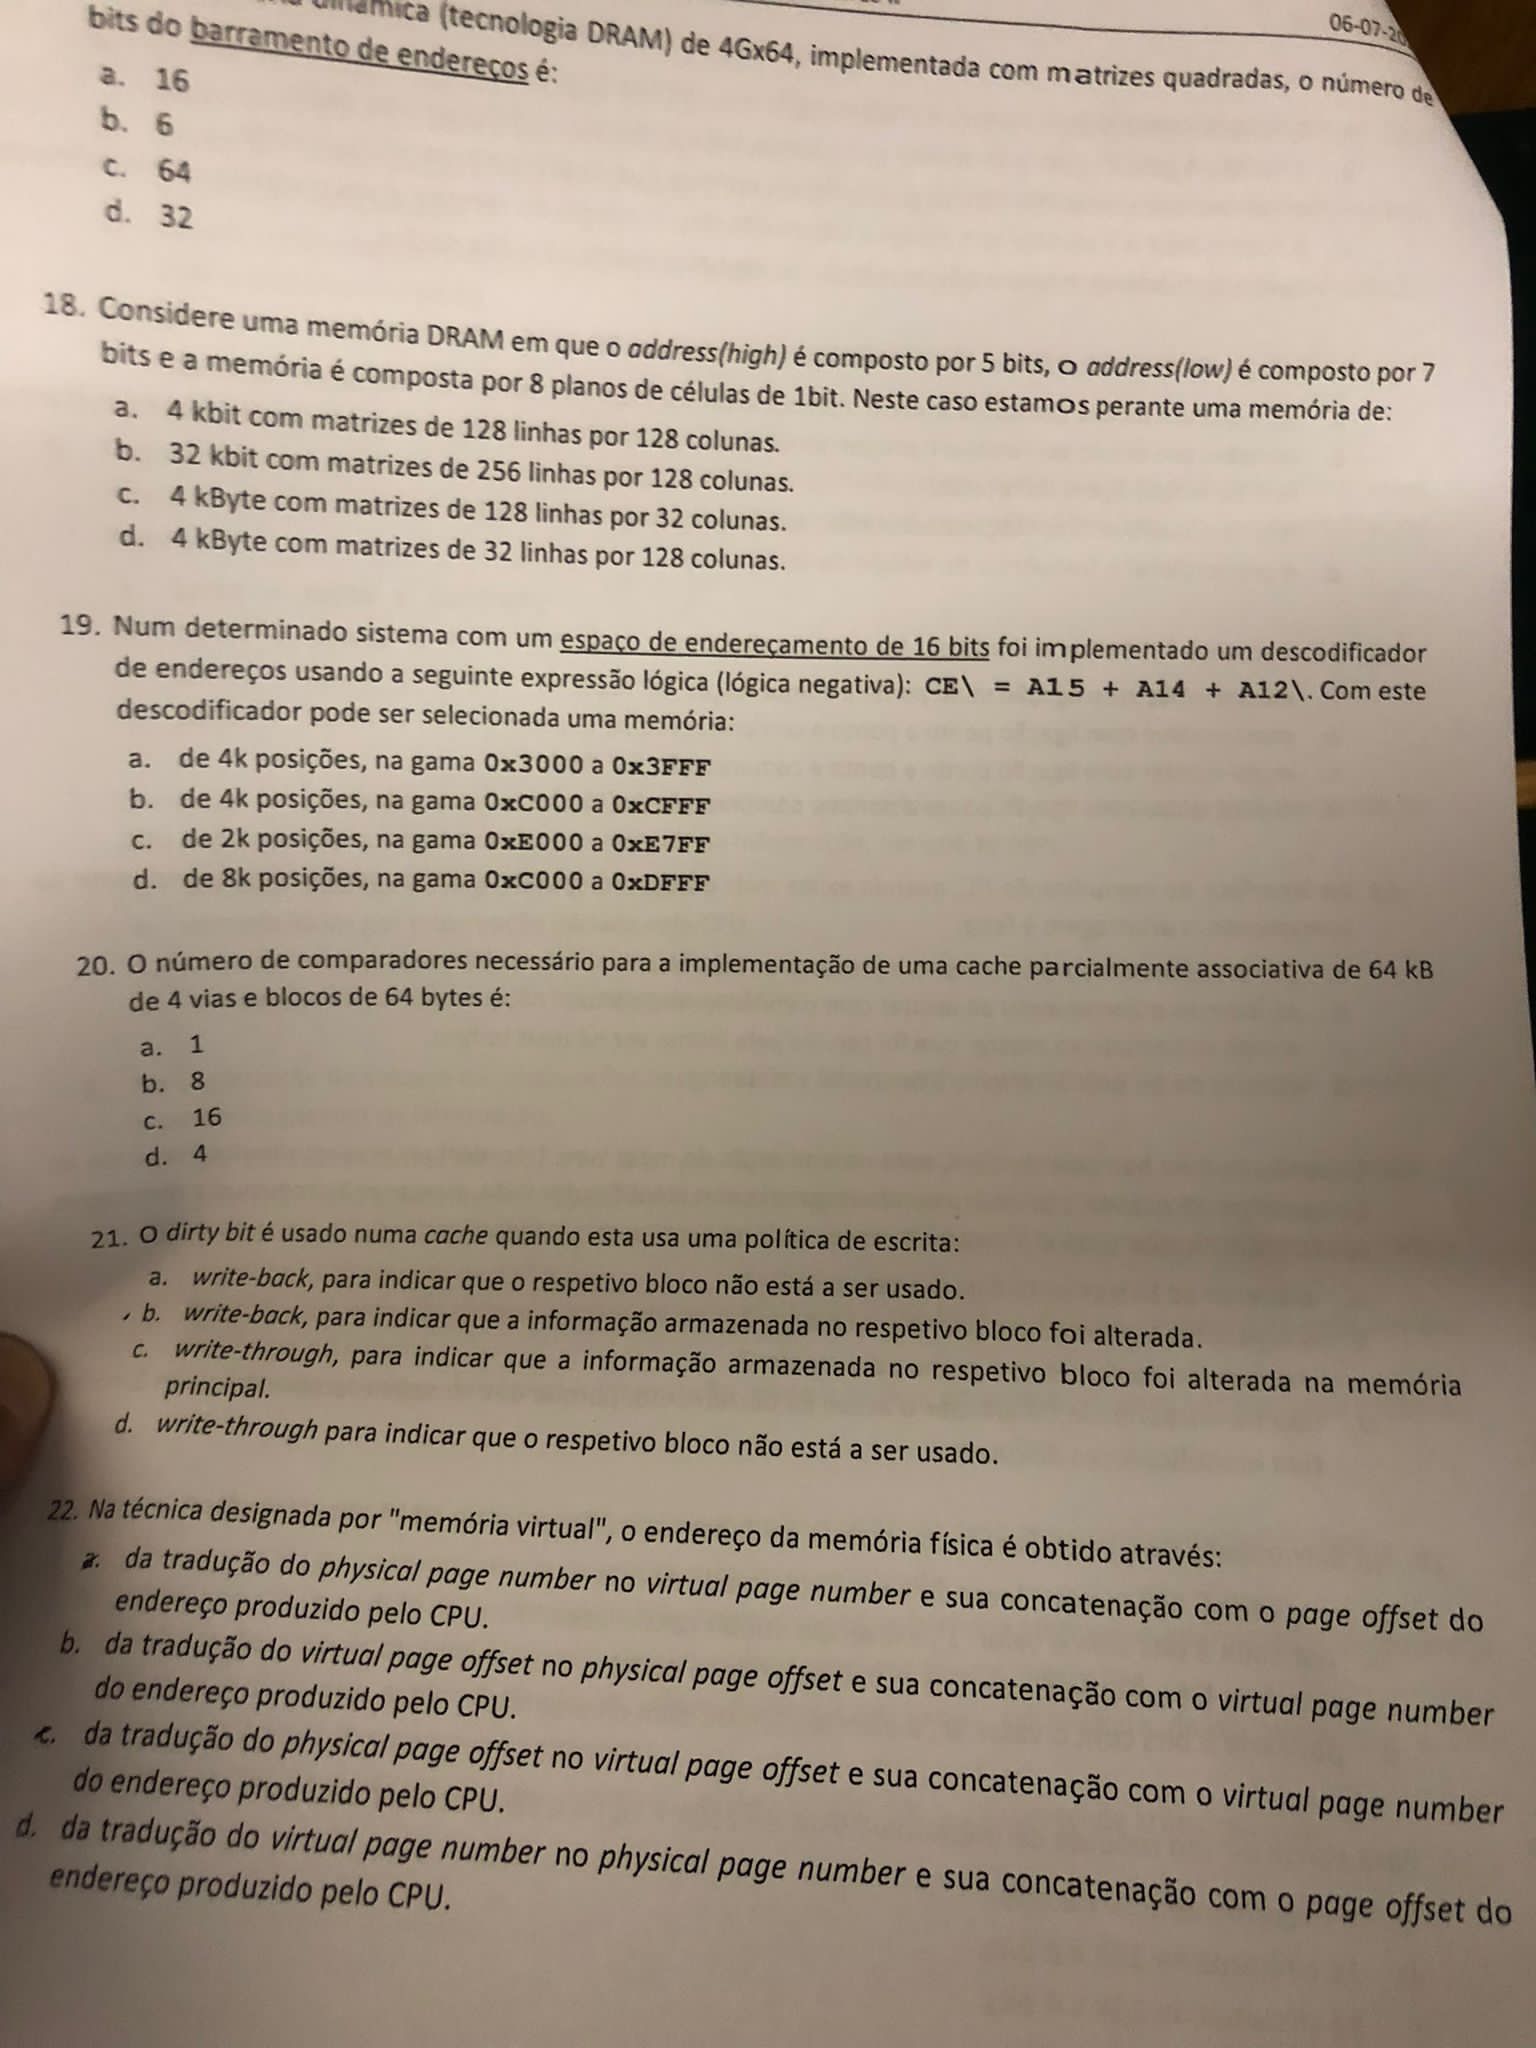 06-07-20
dinâmica (tecnologia DRAM) de 4Gx64, implementada com matrizes quadradas, o número de
bits do barramento de endereços é:
a. 16
b. 6
c. 64
d. 32
18. Considere uma memória DRAM em que o address(high) é composto por 5 bits, o address(low) é composto por 7
bits e a memória é composta por 8 planos de células de 1bit. Neste caso estamos perante uma memória de:
a. 4 kbit com matrizes de 128 linhas por 128 colunas.
b. 32 kbit com matrizes de 256 linhas por 128 colunas.
c. 4 kByte com matrizes de 128 linhas por 32 colunas.
d. 4 kByte com matrizes de 32 linhas por 128 colunas.
19. Num determinado sistema com um espaço de endereçamento de 16 bits foi implementado um descodificador
de endereços usando a seguinte expressão lógica (lógica negativa): CE\ = A15 + A14 + A12\. Com este
descodificador pode ser selecionada uma memória:
a. de 4k posições, na gama 0x3000 a 0x3FFF
b. de 4k posições, na gama 0xC000 a 0xCFFF
c. de 2k posições, na gama 0xE000 a 0xE7FF
d. de 8k posições, na gama 0xC000 a 0xDFFF
20. O número de comparadores necessário para a implementação de uma cache parcialmente associativa de 64 kB
de 4 vias e blocos de 64 bytes é:
a. 1
b. 8
c. 16
d. 4
21. O dirty bit é usado numa cache quando esta usa uma política de escrita:
a. write-back, para indicar que o respetivo bloco não está a ser usado.
b. write-back, para indicar que a informação armazenada no respetivo bloco foi alterada.
c. write-through, para indicar que a informação armazenada no respetivo bloco foi alterada na memória
principal.
d. write-through para indicar que o respetivo bloco não está a ser usado.
22. Na técnica designada por "memória virtual", o endereço da memória física é obtido através:
a. da tradução do physical page number no virtual page number e sua concatenação com o page offset do
endereço produzido pelo CPU.
b. da tradução do virtual page offset no physical page offset e sua concatenação com o virtual page number
do endereço produzido pelo CPU.
c. da tradução do physical page offset no virtual page offset e sua concatenação com o virtual page number
do endereço produzido pelo CPU.
d. da tradução do virtual page number no physical page number e sua concatenação com o page offset do
endereço produzido pelo CPU.